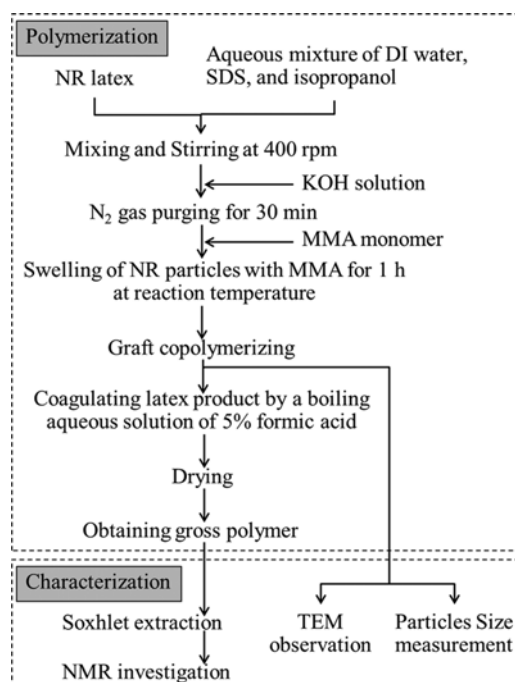 Polymerization
NR latex
Aqueous mixture of DI water,
SDS, and isopropanol
Mixing and Stirring at 400 rpm
KOH solution
N₂ gas purging for 30 min
MMA monomer
Swelling of NR particles with MMA for 1 h
at reaction temperature
Graft copolymerizing
Coagulating latex product by a boiling
aqueous solution of 5% formic acid
Drying
Obtaining gross polymer
Characterization
Soxhlet extraction
NMR investigation
TEM
observation
Particles Size
measurement